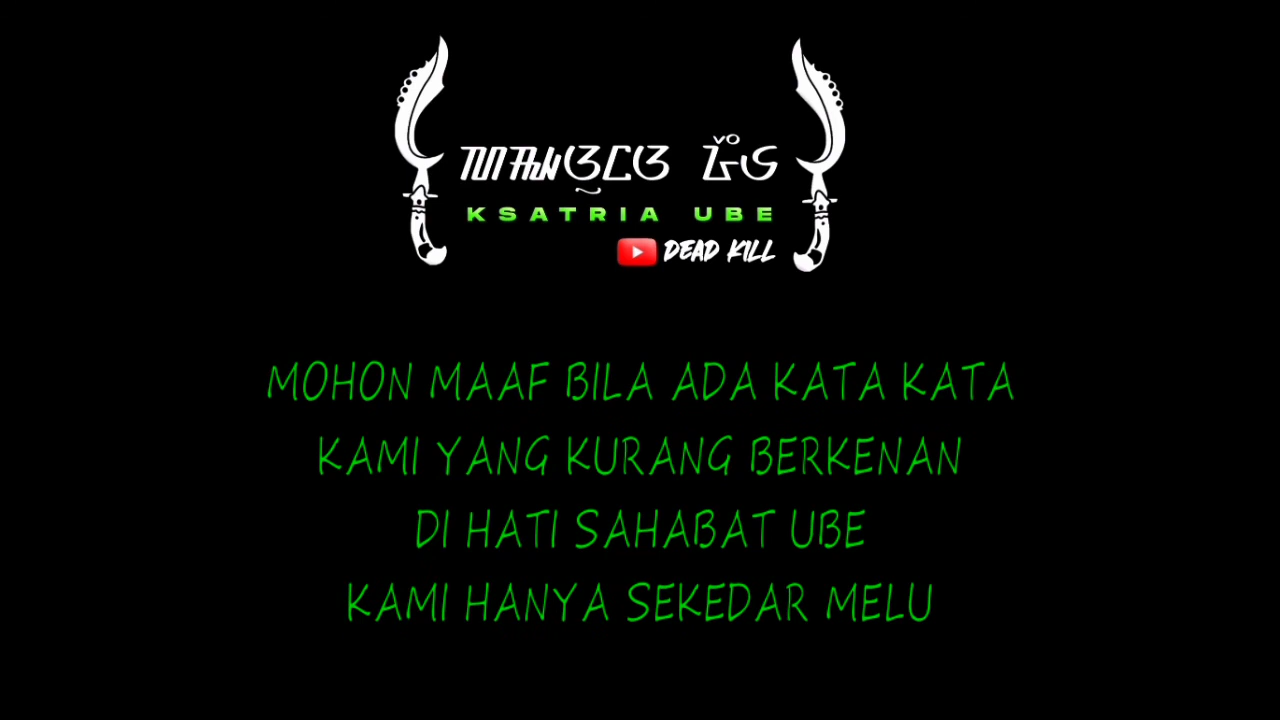 KSATRIA UBE
DEAD KILL
MOHON MAAF BILA ADA KATA KATA
KAMI YANG KURANG BERKENAN
DI HATI SAHABAT UBE
KAMI HANYA SEKEDAR MELU